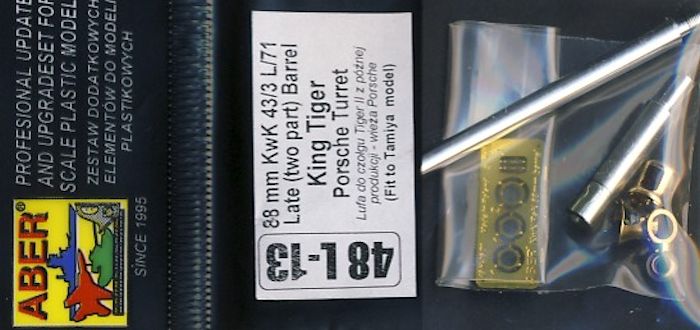 PROFESIONAL UPDATE
AND UPGRADESET FOR
SCALE PLASTIC MODEL
ZESTAW DODATKOWYCH
ELEMENTÓW DO MODELI
PLASTIKOWYCH
ABER
SINCE 1995
88 mm KwK 43/3 L/71
Late (two part) Barrel
King Tiger
Porsche Turret
Lufa do czołgu Tiger II z późnej
produkcji - wieża Porsche
(Fit to Tamiya model)
48 L-13